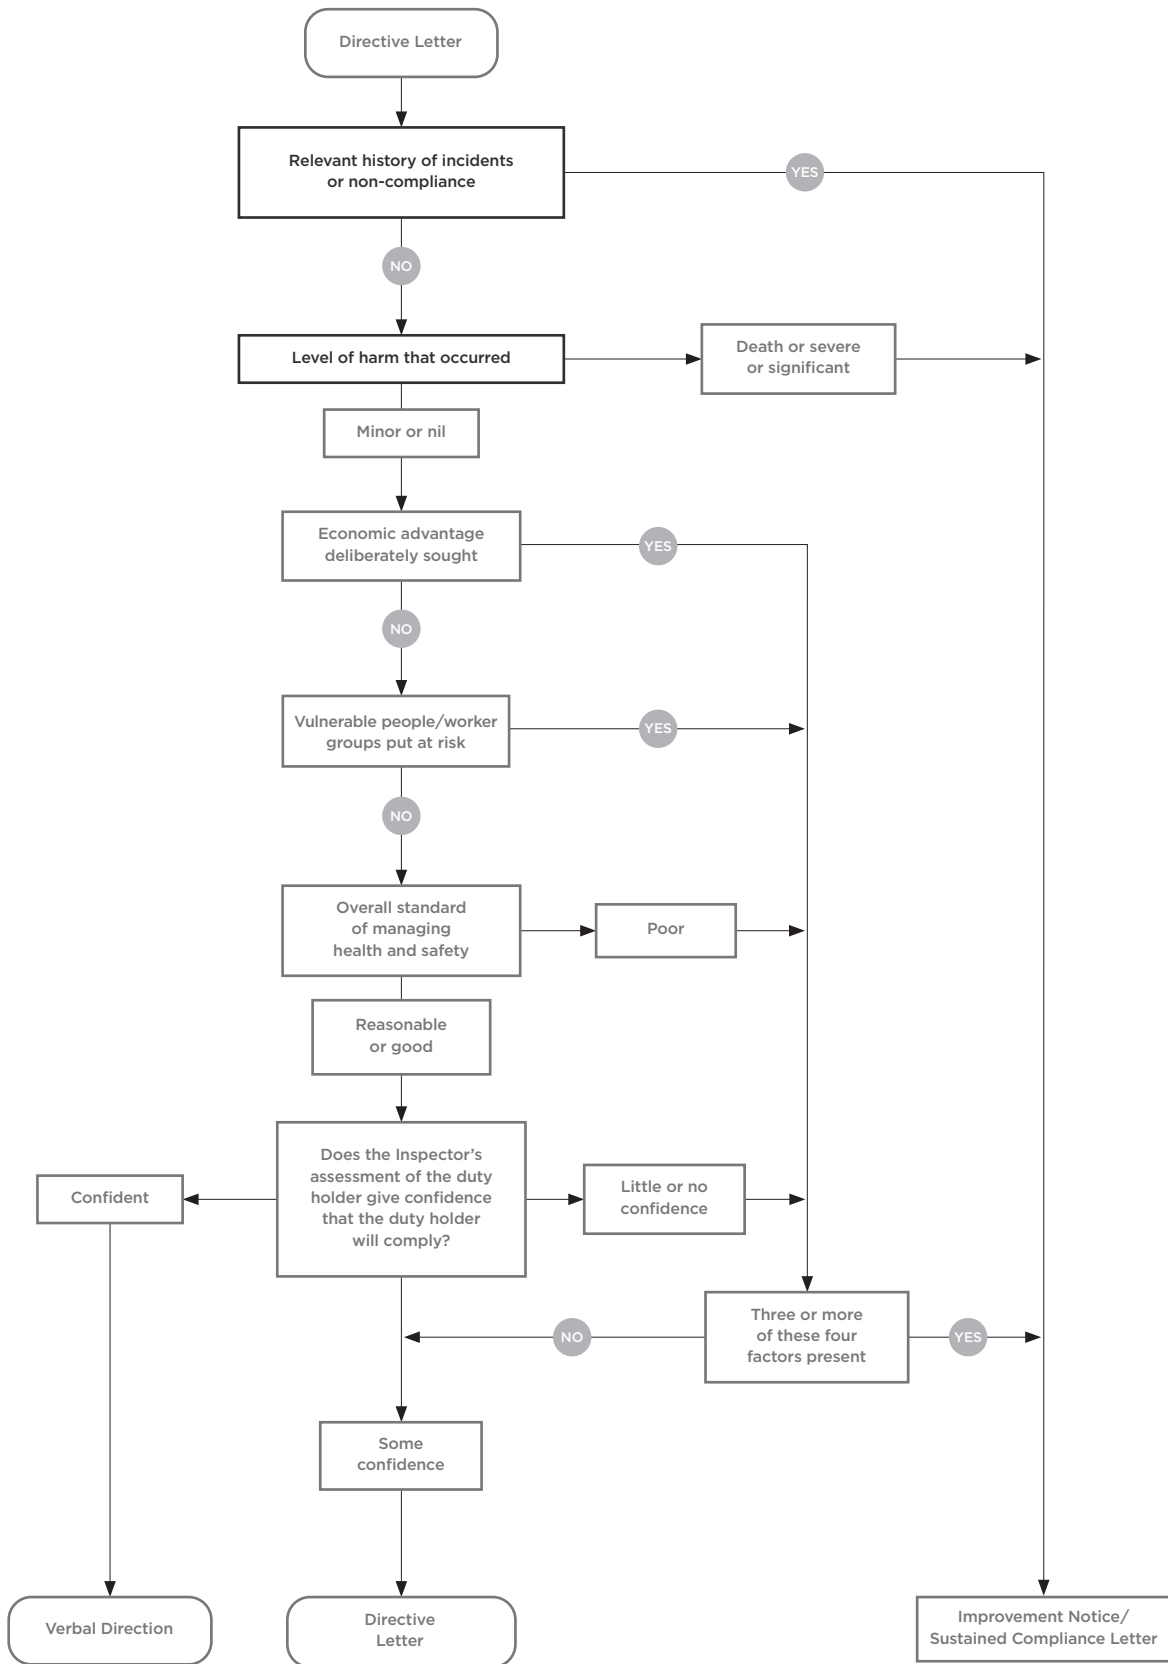 Directive Letter
Relevant history of incidents
or non-compliance
YES
NO
Level of harm that occurred
Death or severe
or significant
Minor or nil
Economic advantage
deliberately sought
YES
NO
Vulnerable people/worker
groups put at risk
YES
NO
Overall standard
of managing
health and safety
Poor
Reasonable
or good
Does the Inspector’s
assessment of the duty
holder give confidence
that the duty holder
will comply?
Confident
Little or no
confidence
Three or more
of these four
factors present
NO
YES
Some
confidence
Verbal Direction
Directive
Letter
Improvement Notice/
Sustained Compliance Letter